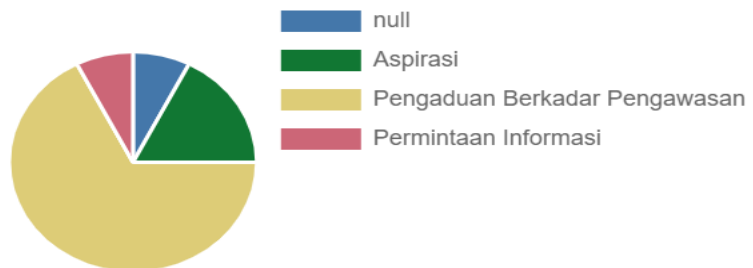 null
Aspirasi
Pengaduan Berkadar Pengawasan
Permintaan Informasi